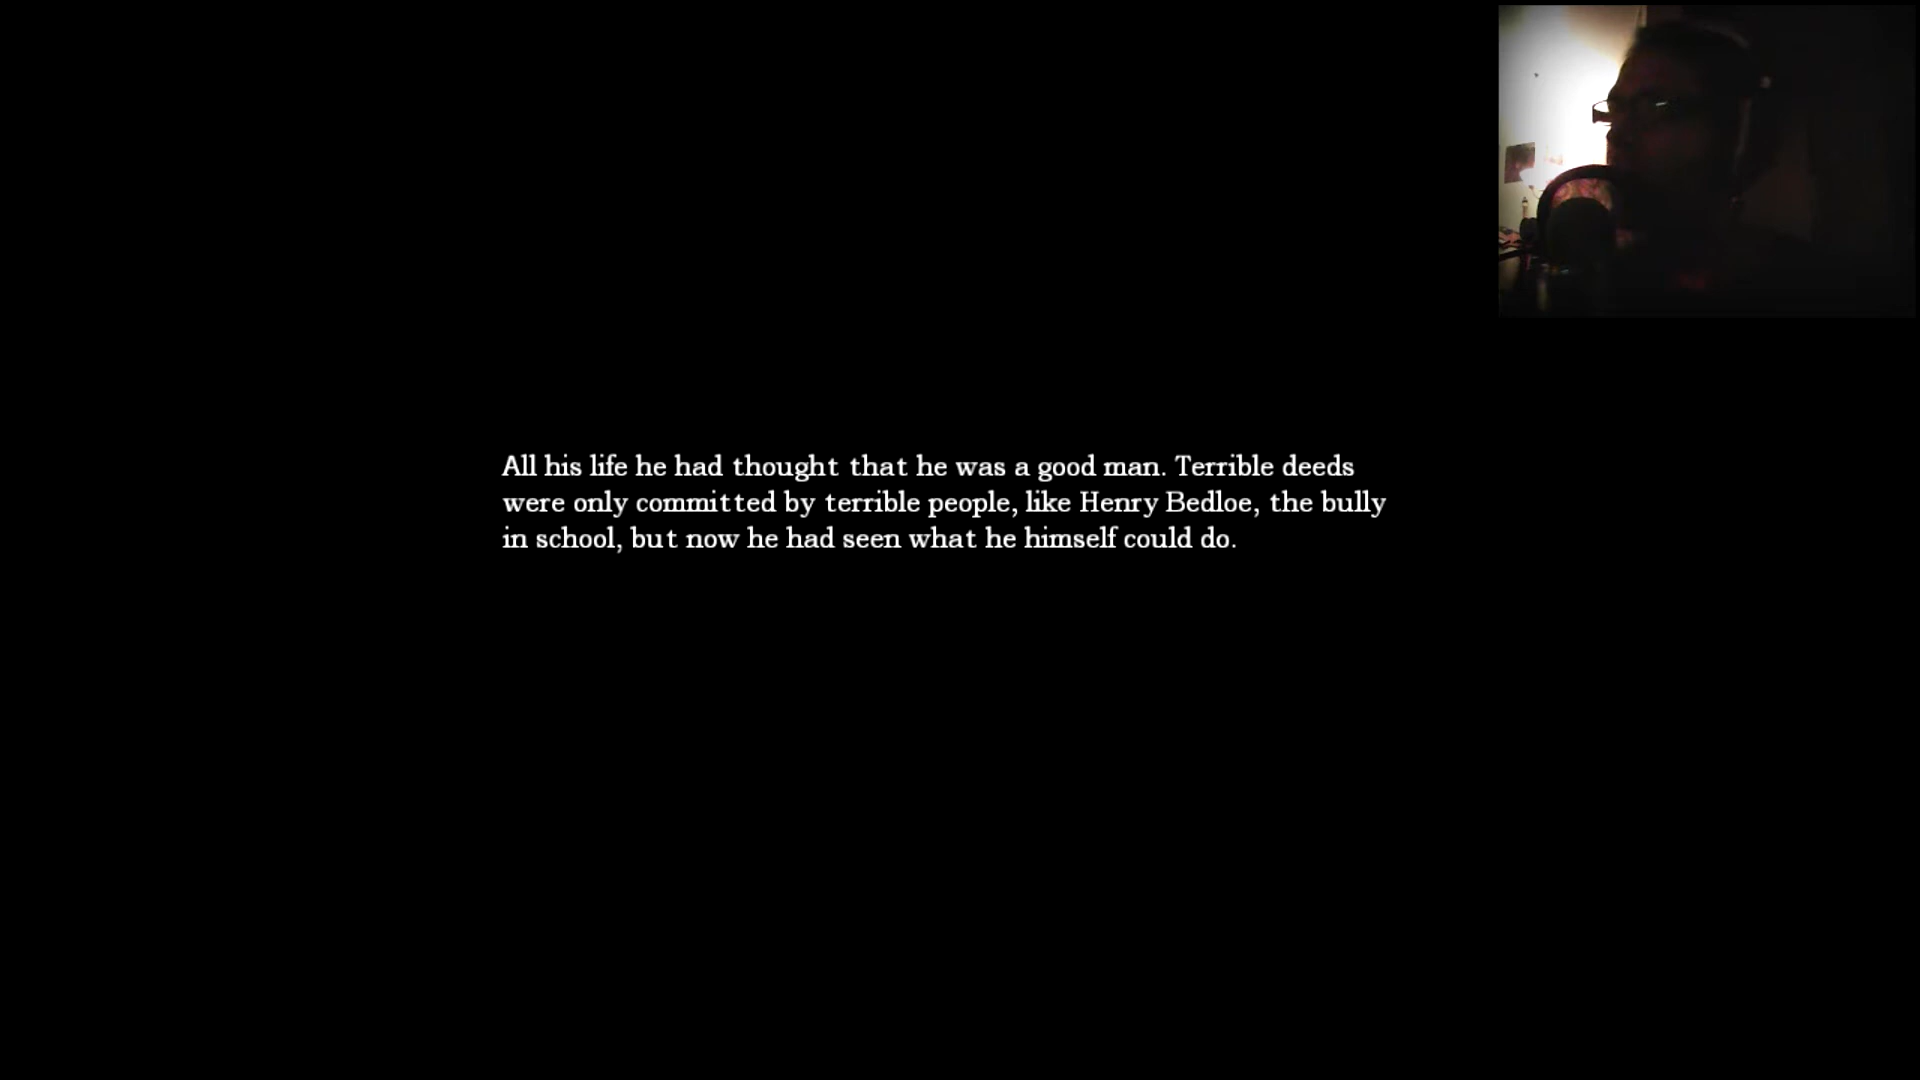 All his life he had thought that he was a good man. Terrible deeds
were only committed by terrible people, like Henry Bedloe, the bully
in school, but now he had seen what he himself could do.